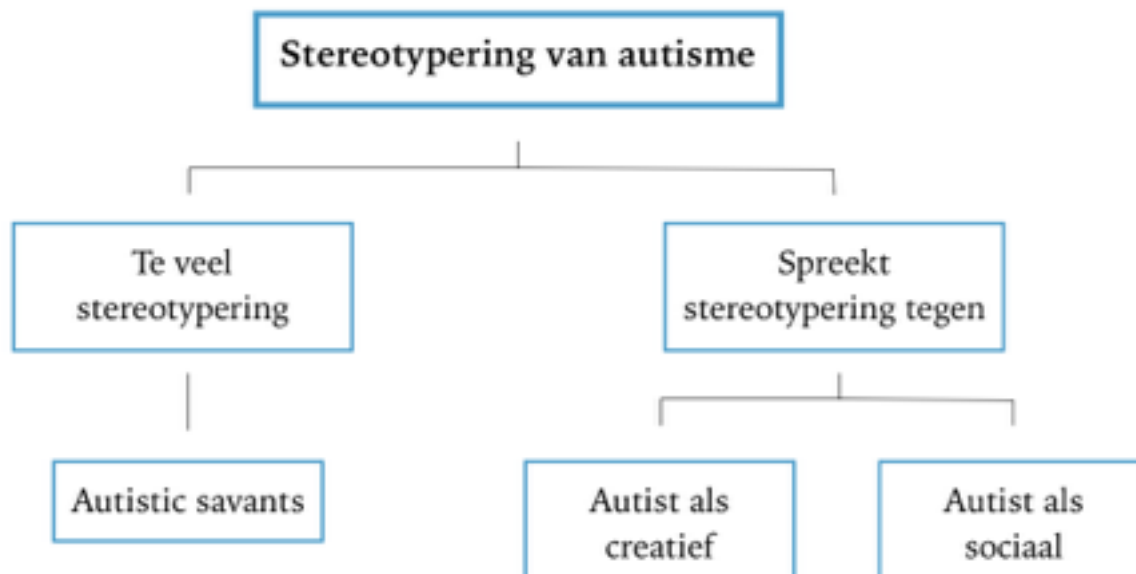 Stereotypering van autisme
Te veel
stereotypering
Spreekt
stereotypering tegen
Autistic savants
Autist als
creatief
Autist als
sociaal